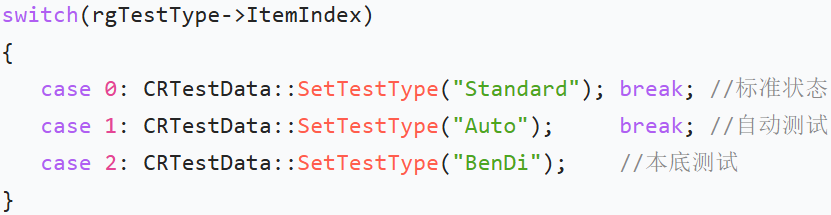 switch(rgTestType->ItemIndex)
{
   case 0: CRTestData::SetTestType("Standard"); break; //标准状态
   case 1: CRTestData::SetTestType("Auto");     break; //自动测试
   case 2: CRTestData::SetTestType("BenDi");    //本底测试
}